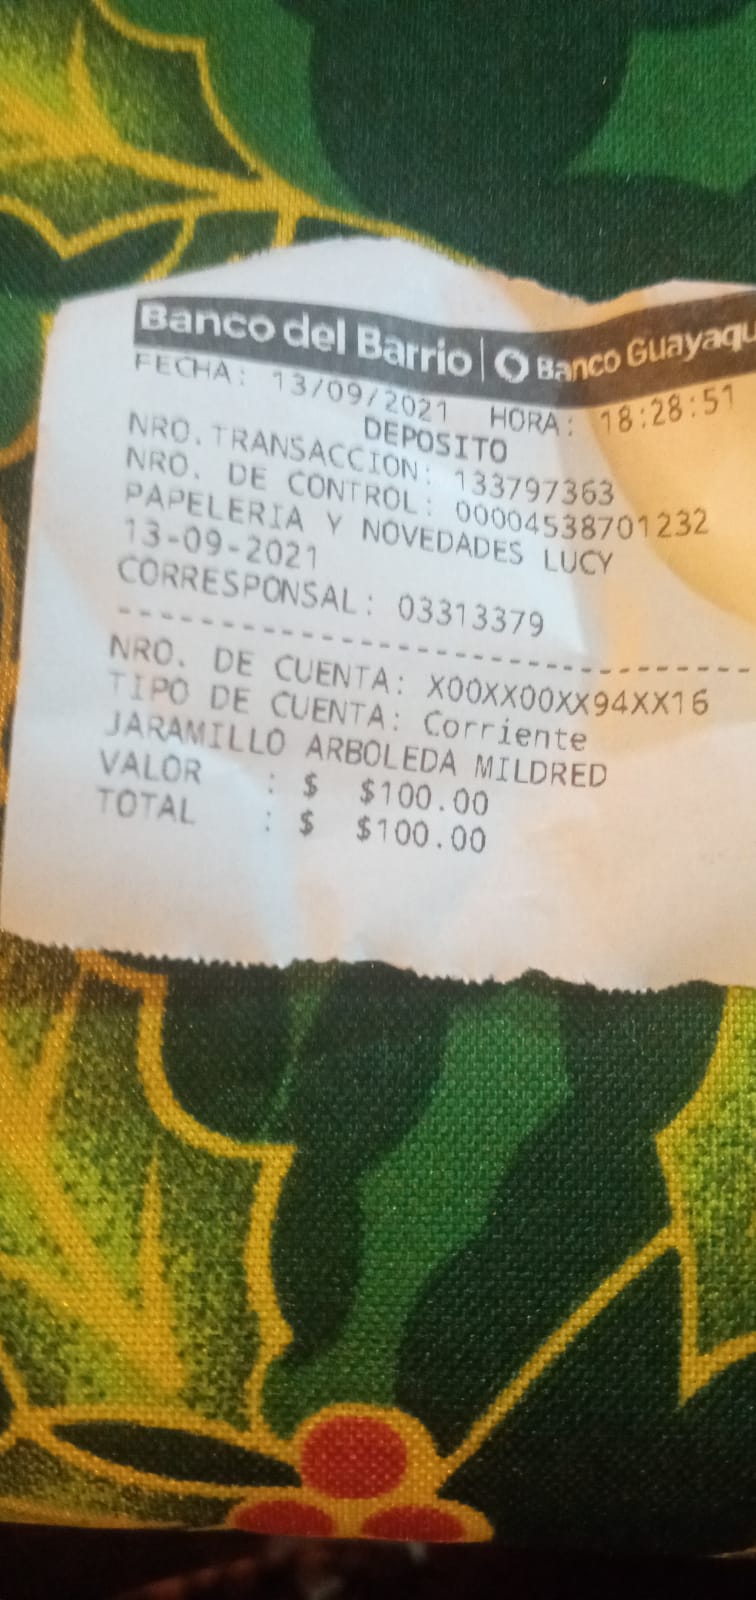 Banco del Barrio | Banco Guayaqu
FECHA: 13/09/2021 HORA: 18:28:51
DEPOSITO
NRO. TRANSACCION: 133797363
NRO. DE CONTROL: 00004538701232
PAPELERIA Y NOVEDADES LUCY
13-09-2021
CORRESPONSAL: 03313379
--------------------------------
NRO. DE CUENTA: X00XX00XX94XX16
TIPO DE CUENTA: Corriente
JARAMILLO ARBOLEDA MILDRED
VALOR : $ $100.00
TOTAL : $ $100.00